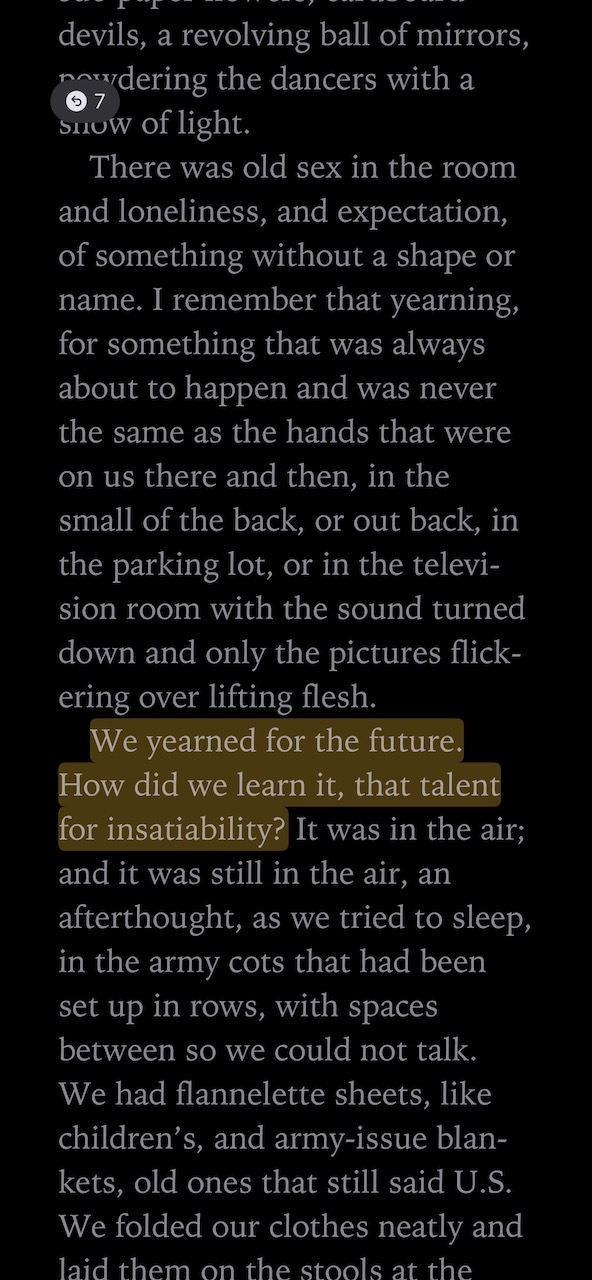 devils, a revolving ball of mirrors,
powdering the dancers with a
7
snow of light.
There was old sex in the room
and loneliness, and expectation,
of something without a shape or
name. I remember that yearning,
for something that was always
about to happen and was never
the same as the hands that were
on us there and then, in the
small of the back, or out back, in
the parking lot, or in the televi-
sion room with the sound turned
down and only the pictures flick-
ering over lifting flesh.
We yearned for the future.
How did we learn it, that talent
for insatiability? It was in the air;
and it was still in the air, an
afterthought, as we tried to sleep,
in the army cots that had been
set up in rows, with spaces
between so we could not talk.
We had flannelette sheets, like
children’s, and army-issue blan-
kets, old ones that still said U.S.
We folded our clothes neatly and
laid them on the stools at the